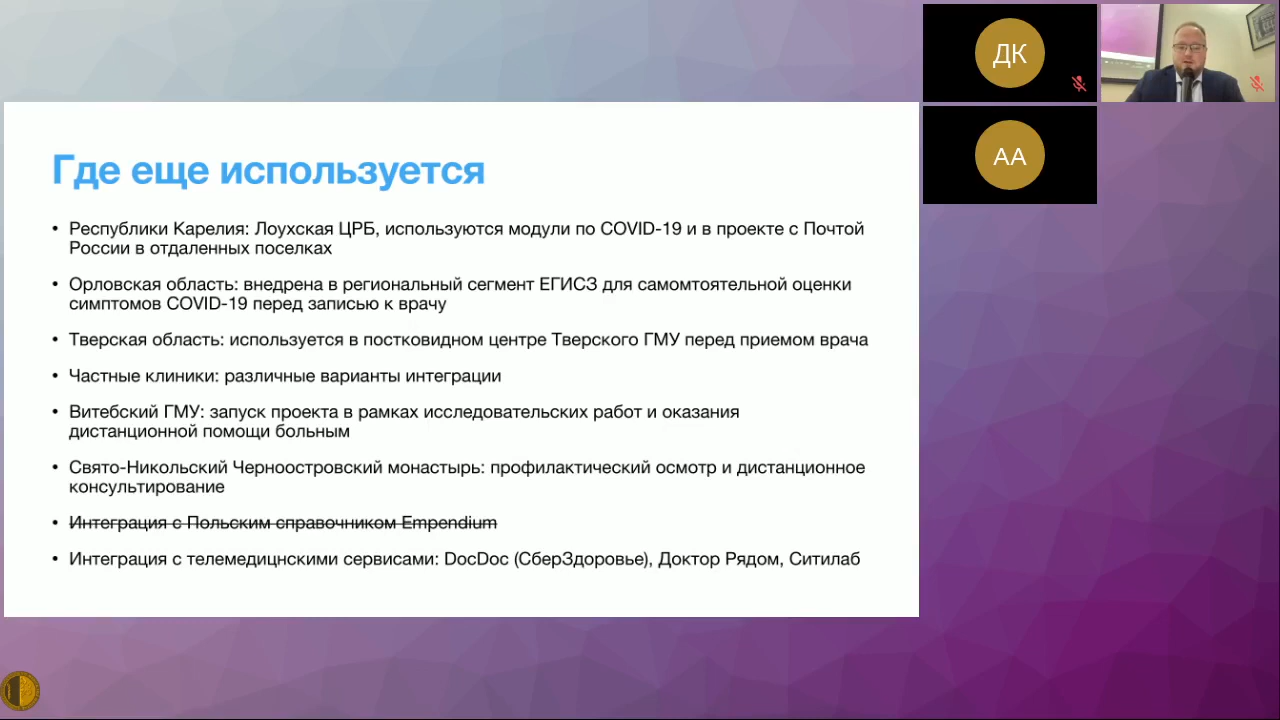 Где еще используется
• Республики Карелия: Лоухская ЦРБ, используются модули по COVID-19 и в проекте с Почтой
России в отдаленных поселках
• Орловская область: внедрена в региональный сегмент ЕГИСЗ для самомтоятельной оценки
симптомов COVID-19 перед записью к врачу
• Тверская область: используется в постковидном центре Тверского ГМУ перед приемом врача
• Частные клиники: различные варианты интеграции
• Витебский ГМУ: запуск проекта в рамках исследовательских работ и оказания
дистанционной помощи больным
• Свято-Никольский Черноостровский монастырь: профилактический осмотр и дистанционное
консультирование
• Интеграция с Польским справочником Empendium
• Интеграция с телемедицнскими сервисами: DocDoc (СберЗдоровье), Доктор Рядом, Ситилаб
ДК
АА